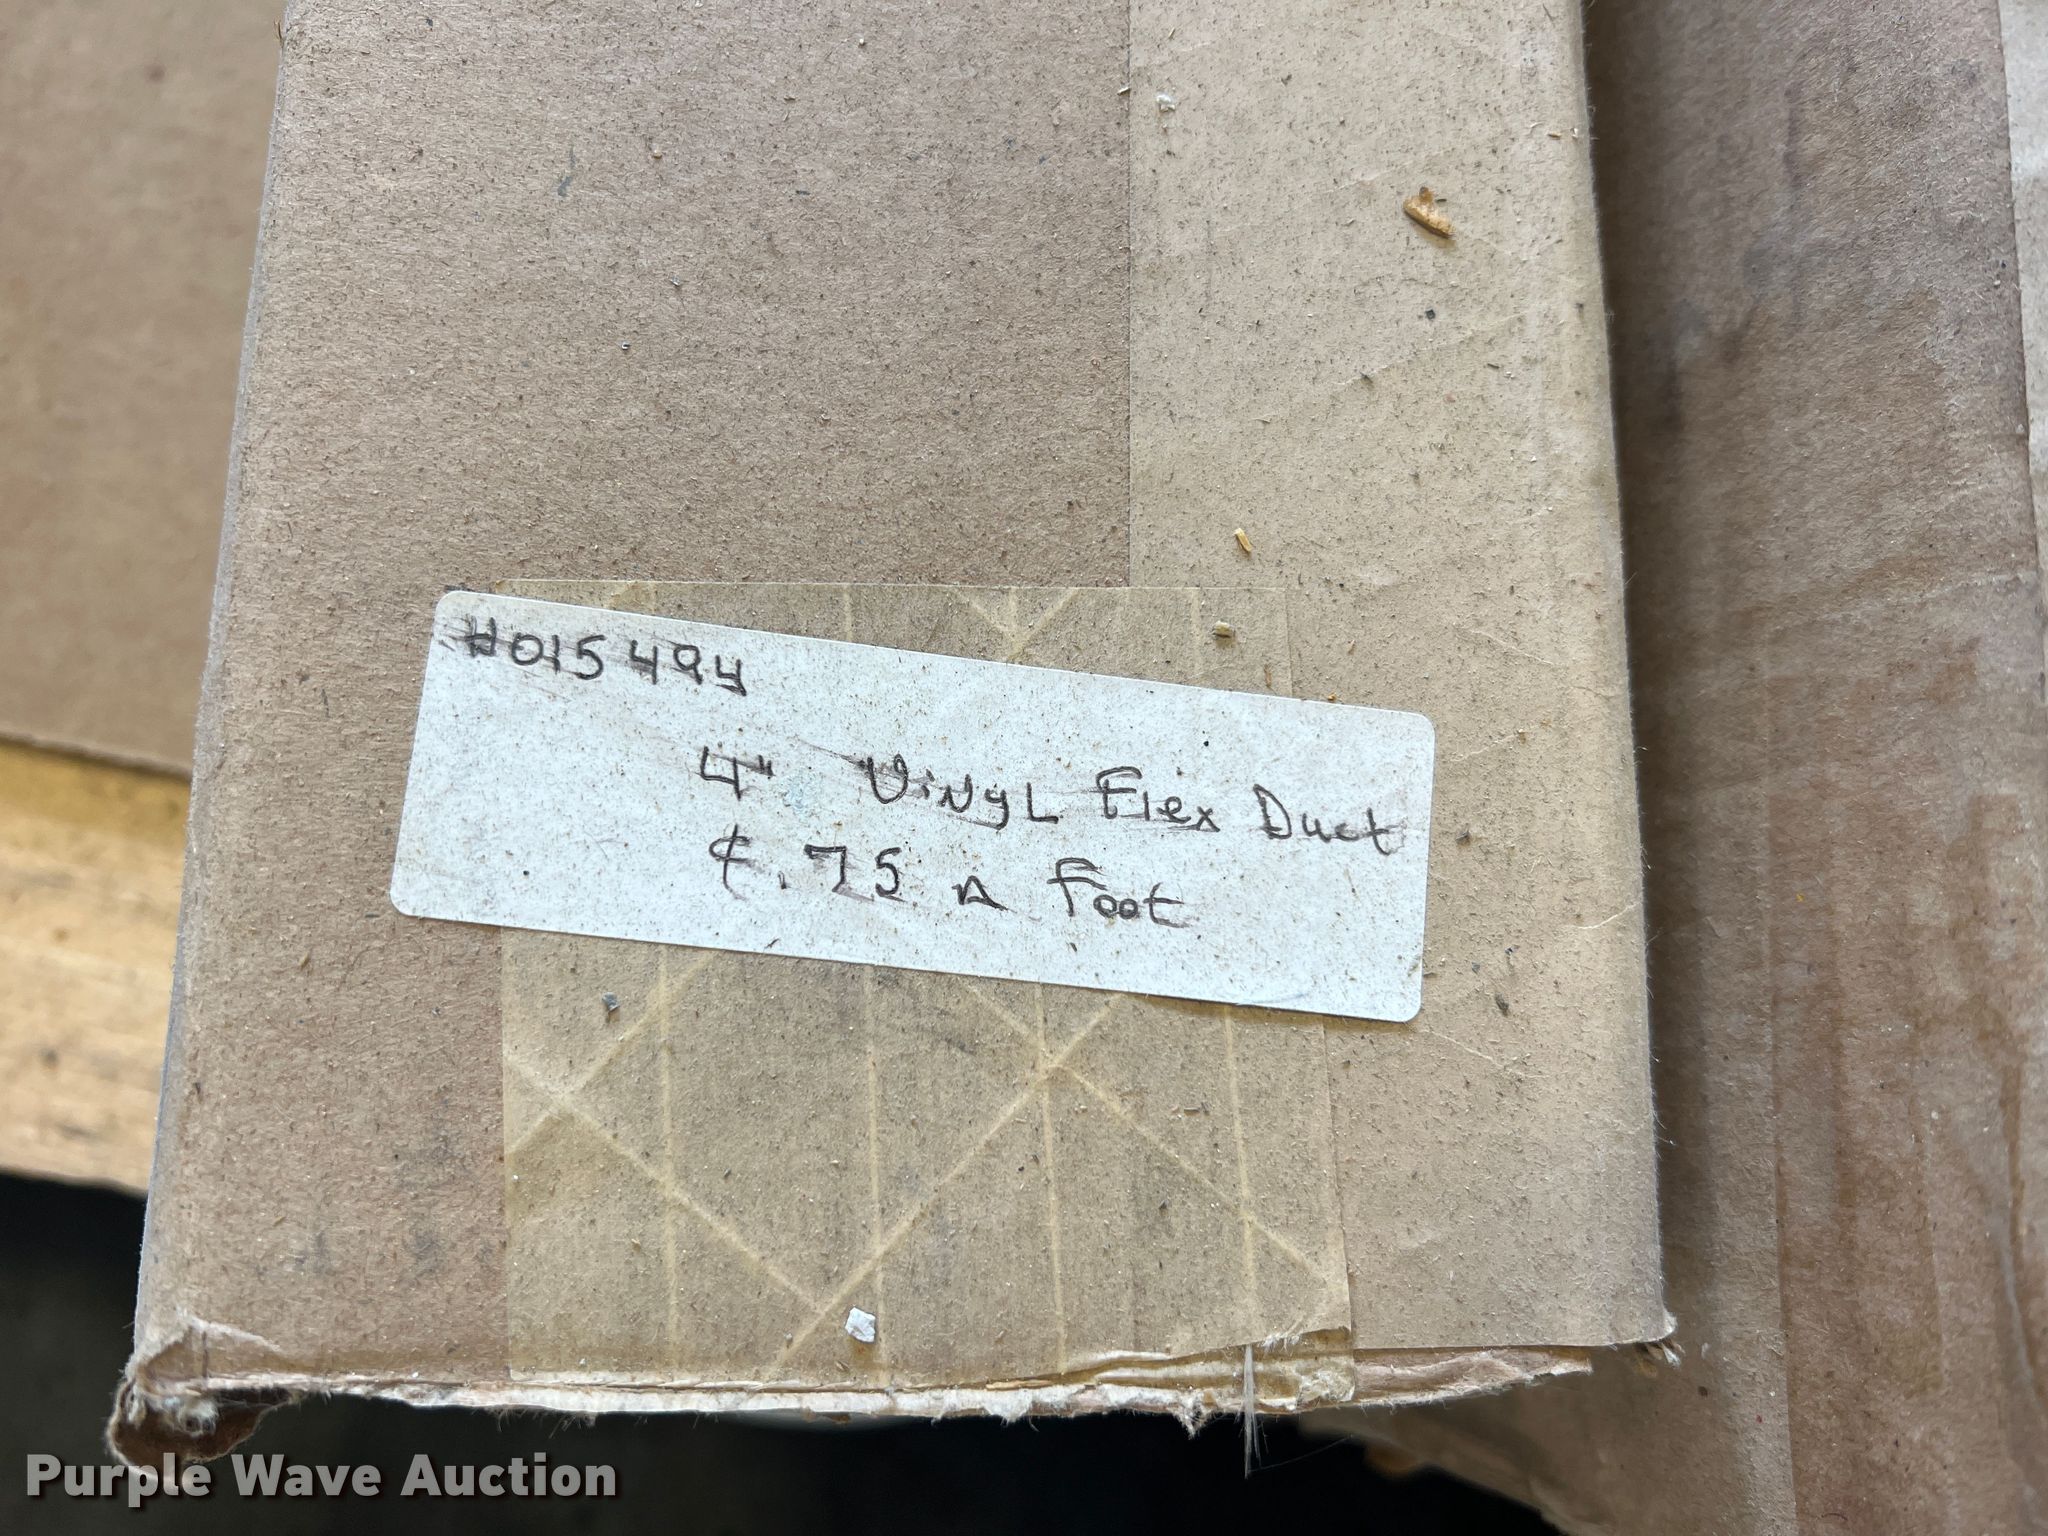 #015494
4" Vinyl Flex Duct
¢.75 a Foot
Purple Wave Auction